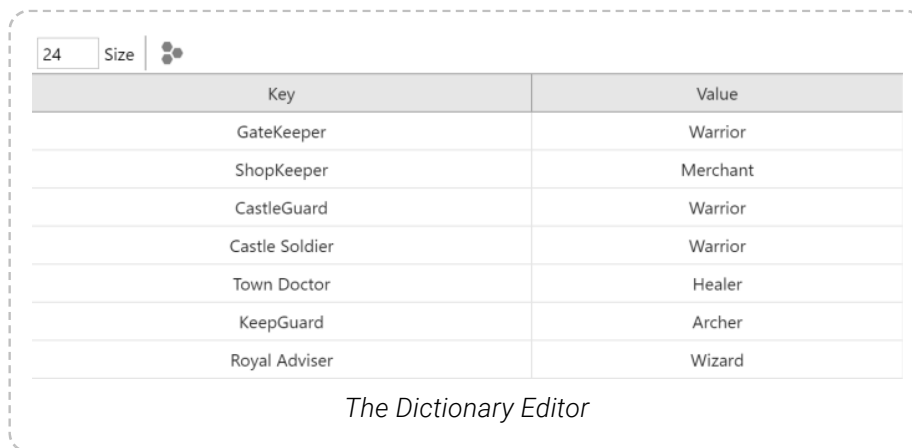 24 Size
Key Value
GateKeeper Warrior
ShopKeeper Merchant
CastleGuard Warrior
Castle Soldier Warrior
Town Doctor Healer
KeepGuard Archer
Royal Adviser Wizard
The Dictionary Editor